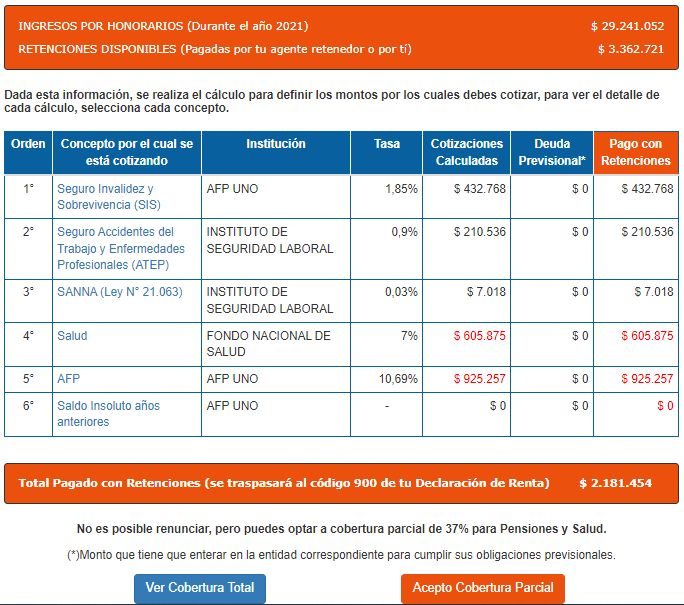 INGRESOS POR HONORARIOS (Durante el año 2021) $ 29.241.052
RETENCIONES DISPONIBLES (Pagadas por tu agente retenedor o por tí) $ 3.362.721
Dada esta información, se realiza el cálculo para definir los montos por los cuales debes cotizar, para ver el detalle de
cada cálculo, selecciona cada concepto.
Orden Concepto por el cual se Institución Tasa Cotizaciones Deuda Pago con
está cotizando Calculadas Previsional* Retenciones
1° Seguro Invalidez y AFP UNO 1,85% $ 432.768 $ 0 $ 432.768
Sobrevivencia (SIS)
2° Seguro Accidentes del INSTITUTO DE 0,9% $ 210.536 $ 0 $ 210.536
Trabajo y Enfermedades SEGURIDAD LABORAL
Profesionales (ATEP)
3° SANNA (Ley N° 21.063) INSTITUTO DE 0,03% $ 7.018 $ 0 $ 7.018
SEGURIDAD LABORAL
4° Salud FONDO NACIONAL DE 7% $ 605.875 $ 0 $ 605.875
SALUD
5° AFP AFP UNO 10,69% $ 925.257 $ 0 $ 925.257
6° Saldo Insoluto años AFP UNO - $ 0 $ 0 $ 0
anteriores
Total Pagado con Retenciones (se traspasará al código 900 de tu Declaración de Renta) $ 2.181.454
No es posible renunciar, pero puedes optar a cobertura parcial de 37% para Pensiones y Salud.
(*)Monto que tiene que enterar en la entidad correspondiente para cumplir sus obligaciones previsionales.
Ver Cobertura Total Acepto Cobertura Parcial